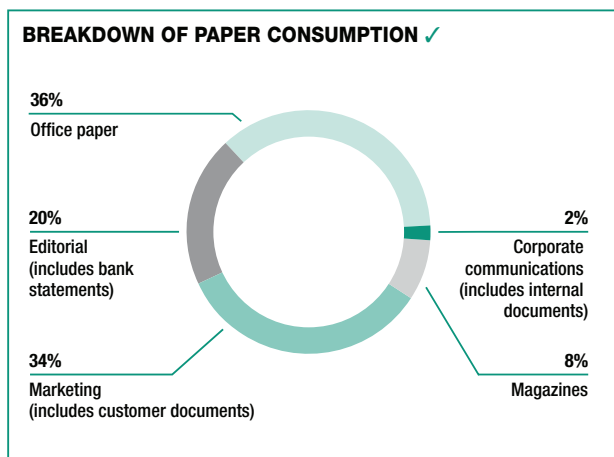 BREAKDOWN OF PAPER CONSUMPTION ✓
36%
Office paper
20%
Editorial
(includes bank
statements)
34%
Marketing
(includes customer documents)
2%
Corporate
communications
(includes internal
documents)
8%
Magazines